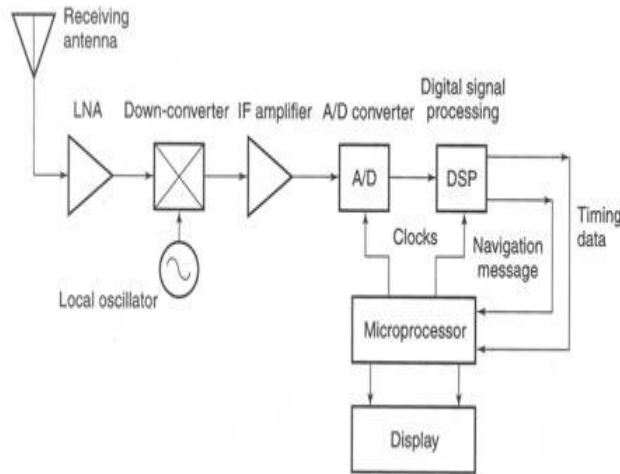 Receiving
antenna
LNA
Down-converter
IF amplifier
A/D converter
Digital signal
processing
A/D
DSP
Clocks
Navigation
message
Timing
data
Local oscillator
Microprocessor
Display